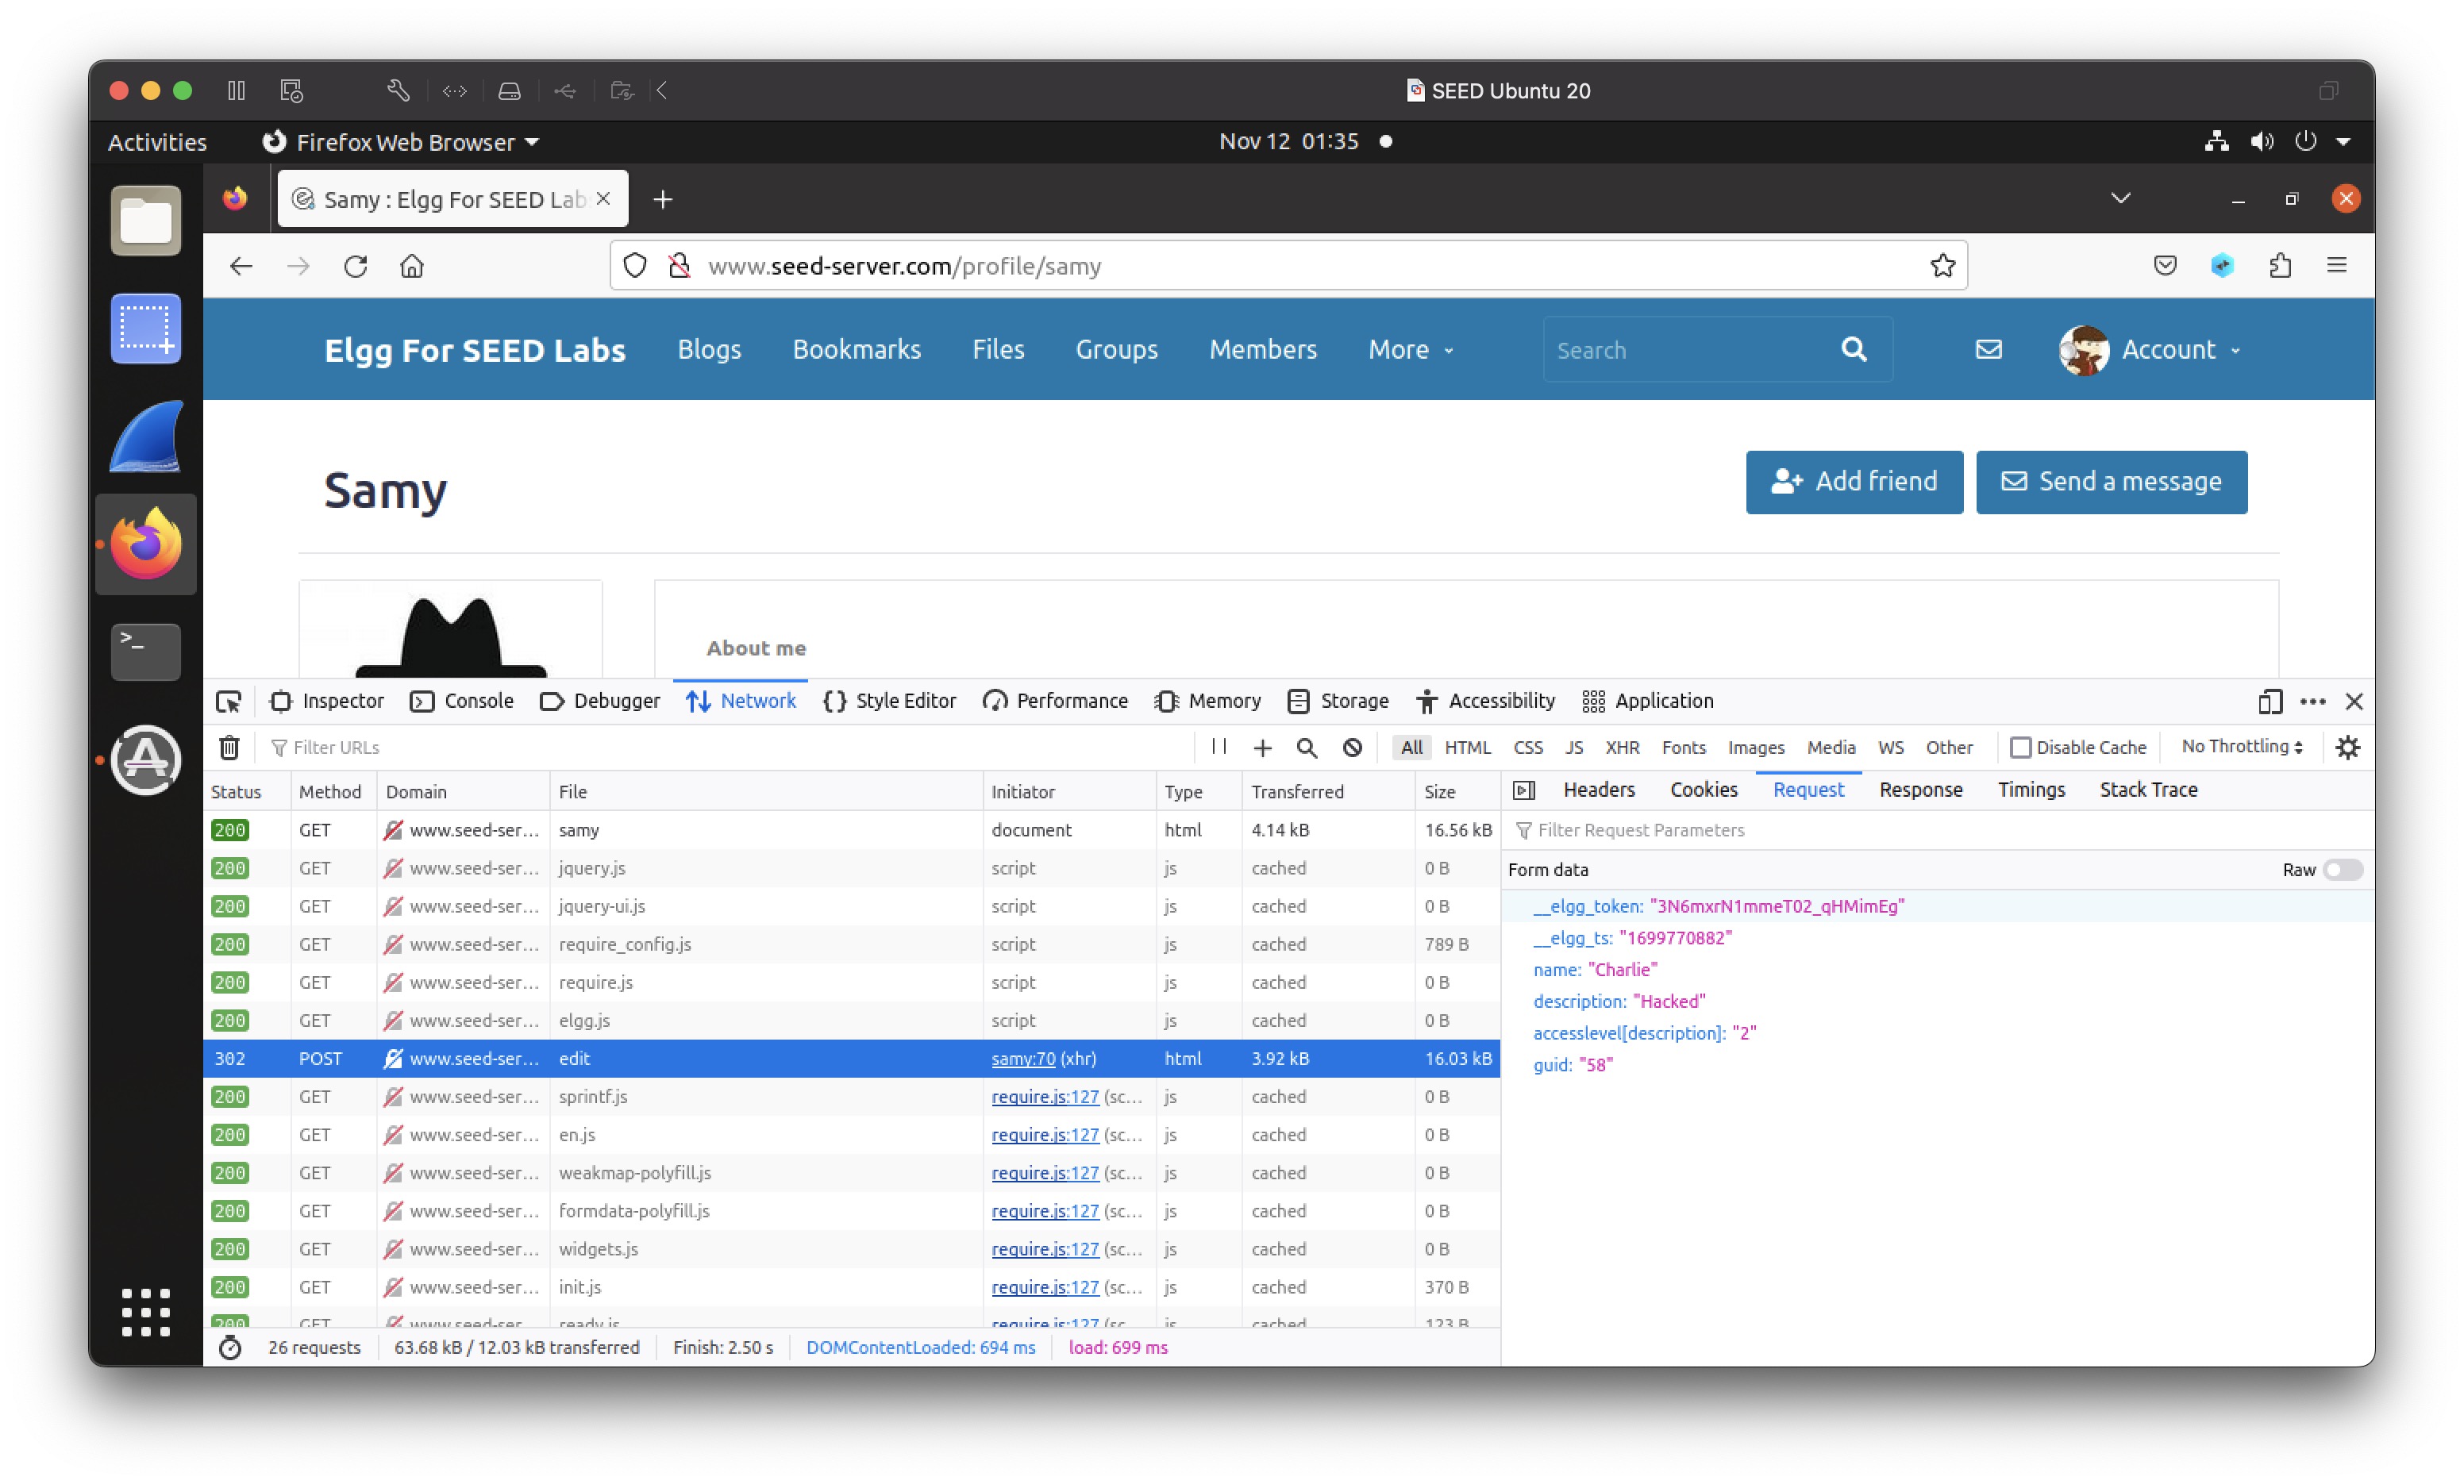 SEED Ubuntu 20
Activities Firefox Web Browser Nov 12 01:35
Samy : Elgg For SEED Lab
www.seed-server.com/profile/samy
Elgg For SEED Labs Blogs Bookmarks Files Groups Members More Search Account
Samy Add friend Send a message
About me
Inspector Console Debugger Network Style Editor Performance Memory Storage Accessibility Application
Filter URLs All HTML CSS JS XHR Fonts Images Media WS Other Disable Cache No Throttling
Status Method Domain File Initiator Type Transferred Size
200 GET www.seed-ser... samy document html 4.14 kB 16.56 kB
200 GET www.seed-ser... jquery.js script js cached 0 B
200 GET www.seed-ser... jquery-ui.js script js cached 0 B
200 GET www.seed-ser... require_config.js script js cached 789 B
200 GET www.seed-ser... require.js script js cached 0 B
200 GET www.seed-ser... elgg.js script js cached 0 B
302 POST www.seed-ser... edit samy:70 (xhr) html 3.92 kB 16.03 kB
200 GET www.seed-ser... sprintf.js require.js:127 (sc... js cached 0 B
200 GET www.seed-ser... en.js require.js:127 (sc... js cached 0 B
200 GET www.seed-ser... weakmap-polyfill.js require.js:127 (sc... js cached 0 B
200 GET www.seed-ser... formdata-polyfill.js require.js:127 (sc... js cached 0 B
200 GET www.seed-ser... widgets.js require.js:127 (sc... js cached 0 B
200 GET www.seed-ser... init.js require.js:127 (sc... js cached 370 B
200 GET www.seed-ser... ready.js require.js:127 (sc... js cached 123 B
26 requests 63.68 kB / 12.03 kB transferred Finish: 2.50 s DOMContentLoaded: 694 ms load: 699 ms
Headers Cookies Request Response Timings Stack Trace
Filter Request Parameters
Form data Raw
__elgg_token: "3N6mxrN1mmeT02_qHMimEg"
__elgg_ts: "1699770882"
name: "Charlie"
description: "Hacked"
accesslevel[description]: "2"
guid: "58"